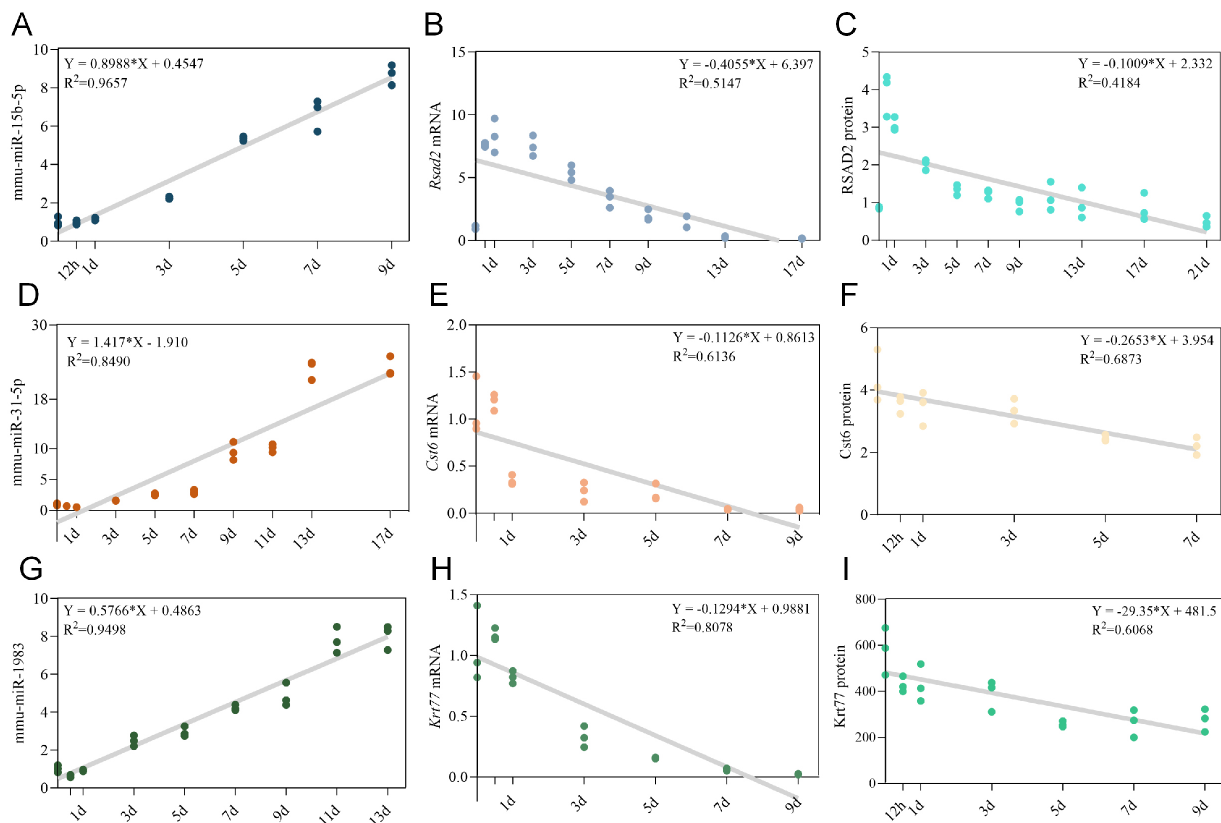 A
mmu-miR-15b-5p
Y = 0.8988*X + 0.4547
R2=0.9657
10
8
6
4
2
0
12h 1d 3d 5d 7d 9d
B
Rsad2 mRNA
Y = -0.4055*X + 6.397
R2=0.5147
15
10
5
0
1d 3d 5d 7d 9d 13d 17d
C
RSAD2 protein
Y = -0.1009*X + 2.332
R2=0.4184
5
4
3
2
1
0
1d 3d 5d 7d 9d 13d 17d 21d
D
mmu-miR-31-5p
Y = 1.417*X - 1.910
R2=0.8490
30
18
10
5
0
1d 3d 5d 7d 9d 11d 13d 17d
E
Cst6 mRNA
Y = -0.1126*X + 0.8613
R2=0.6136
2.0
1.5
1.0
0.5
0.0
1d 3d 5d 7d 9d
F
Cst6 protein
Y = -0.2653*X + 3.954
R2=0.6873
6
4
2
0
12h 1d 3d 5d 7d
G
mmu-miR-1983
Y = 0.5766*X + 0.4863
R2=0.9498
10
8
6
4
2
0
1d 3d 5d 7d 9d 11d 13d
H
Krt77 mRNA
Y = -0.1294*X + 0.9881
R2=0.8078
1.5
1.0
0.5
0.0
1d 3d 5d 7d 9d
I
Krt77 protein
Y = -29.35*X + 481.5
R2=0.6068
800
600
400
200
0
12h 1d 3d 5d 7d 9d